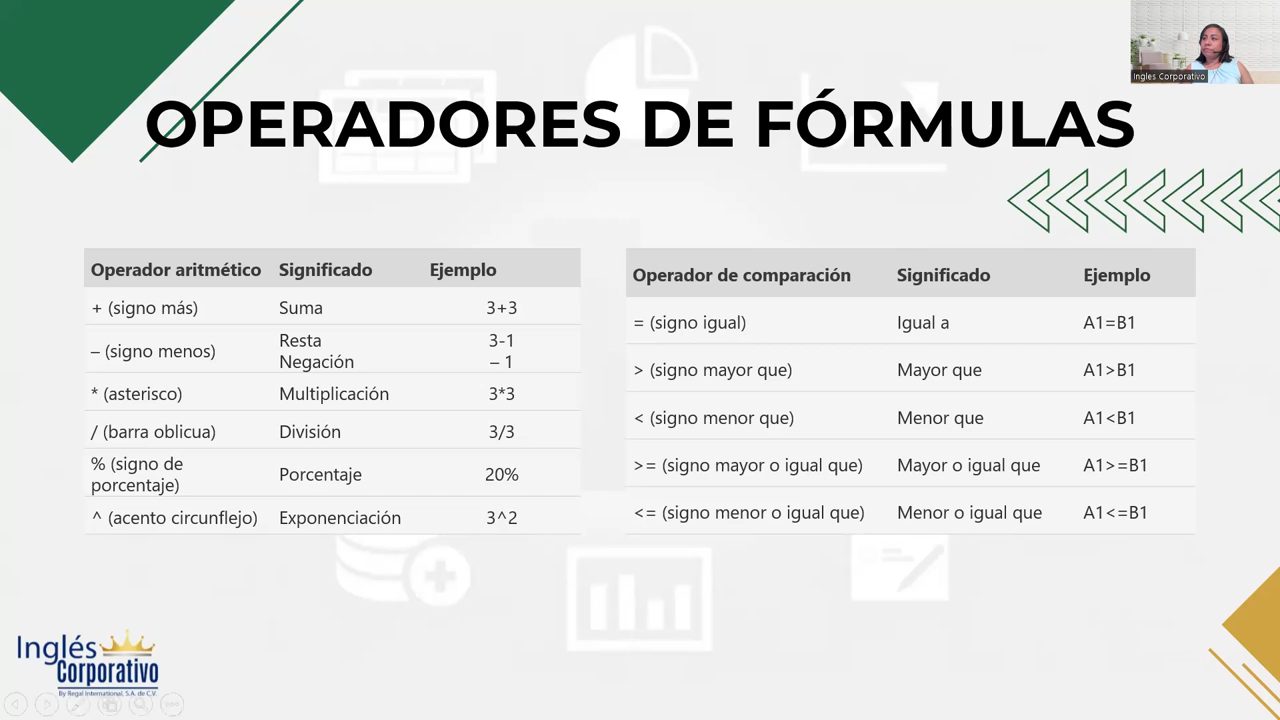 Ingles Corporativo
OPERADORES DE FÓRMULAS
Operador aritmético Significado Ejemplo
+ (signo más) Suma 3+3
– (signo menos) Resta 3-1
Negación – 1
* (asterisco) Multiplicación 3*3
/ (barra oblicua) División 3/3
% (signo de
porcentaje) Porcentaje 20%
^ (acento circunflejo) Exponenciación 3^2
Operador de comparación Significado Ejemplo
= (signo igual) Igual a A1=B1
> (signo mayor que) Mayor que A1>B1
< (signo menor que) Menor que A1<B1
>= (signo mayor o igual que) Mayor o igual que A1>=B1
<= (signo menor o igual que) Menor o igual que A1<=B1
Inglés
Corporativo
By Regal International, S.A. de C.V.